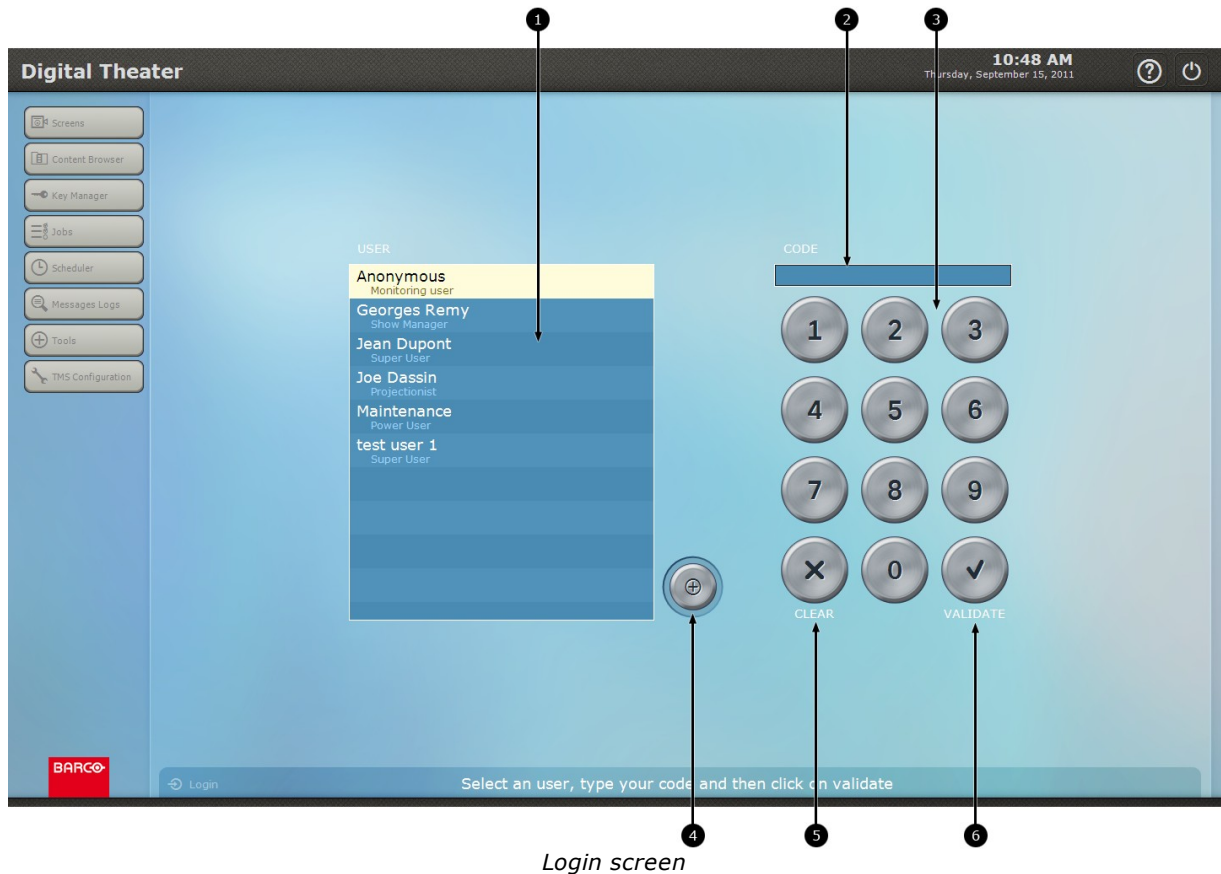 1 2 3
Digital Theater
10:48 AM
Thursday, September 15, 2011
?
Screens
Content Browser
Key Manager
Jobs
Scheduler
Messages Logs
Tools
TMS Configuration
USER
Anonymous
Monitoring user
Georges Remy
Show Manager
Jean Dupont
Super User
Joe Dassin
Projectionist
Maintenance
Power User
test user 1
Super User
CODE
1 2 3
4 5 6
7 8 9
0
CLEAR VALIDATE
BARCO
Login
Select an user, type your code and then click on validate
4 5 6
Login screen